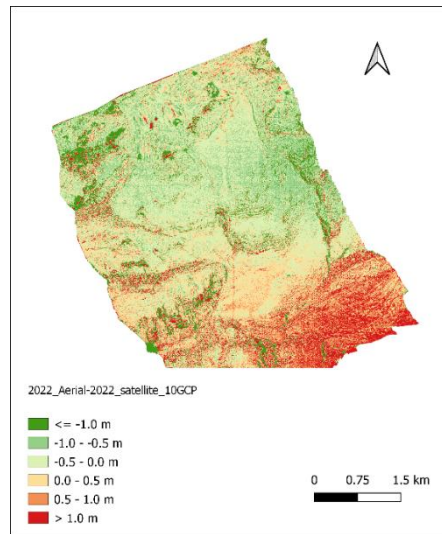 2022_Aerial-2022_satellite_10GCP
<= -1.0 m
-1.0 - -0.5 m
-0.5 - 0.0 m
0.0 - 0.5 m
0.5 - 1.0 m
> 1.0 m
0 0.75 1.5 km